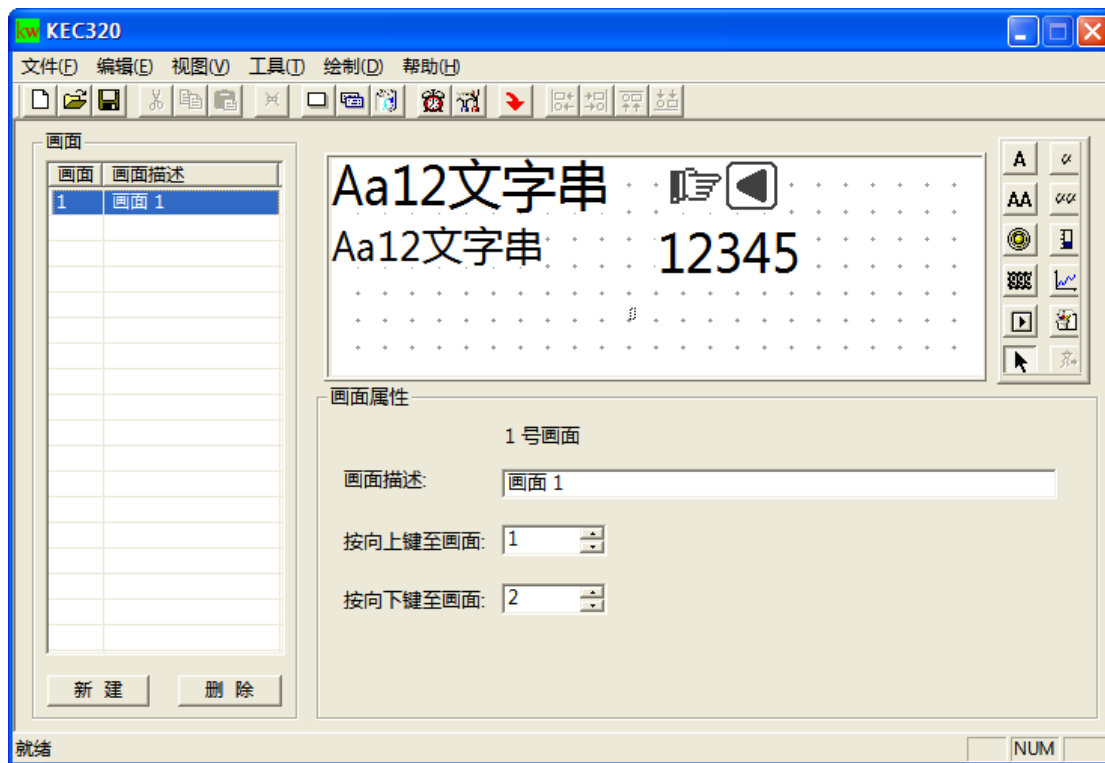 kw KEC320
文件(F) 编辑(E) 视图(V) 工具(T) 绘制(D) 帮助(H)
画面
画面 画面描述
1 画面 1
新 建 删 除
Aa12文字串
Aa12文字串 12345
A α
AA αα
画面属性
1 号画面
画面描述: 画面 1
按向上键至画面: 1
按向下键至画面: 2
就绪 NUM